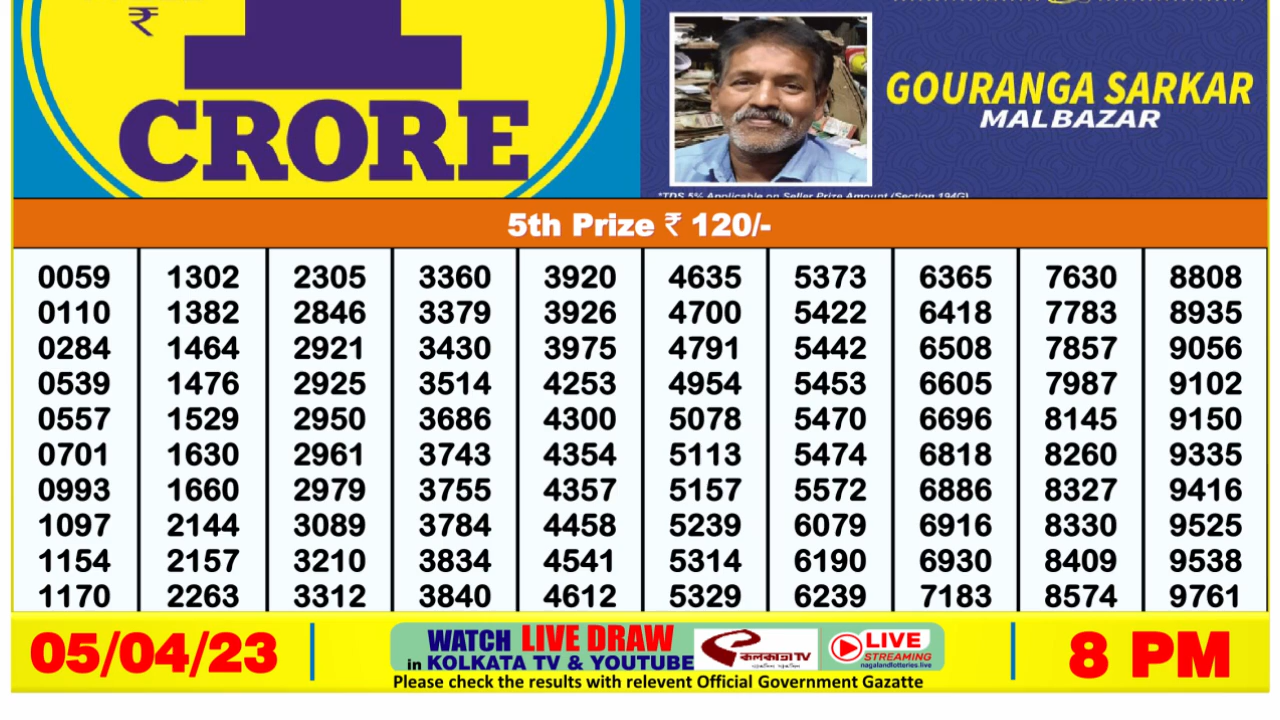 ₹
1
CRORE
GOURANGA SARKAR
MALBAZAR
*TDS 5% Applicable on Seller Prize Amount (Section 194G)
5th Prize ₹ 120/-
0059 1302 2305 3360 3920 4635 5373 6365 7630 8808
0110 1382 2846 3379 3926 4700 5422 6418 7783 8935
0284 1464 2921 3430 3975 4791 5442 6508 7857 9056
0539 1476 2925 3514 4253 4954 5453 6605 7987 9102
0557 1529 2950 3686 4300 5078 5470 6696 8145 9150
0701 1630 2961 3743 4354 5113 5474 6818 8260 9335
0993 1660 2979 3755 4357 5157 5572 6886 8327 9416
1097 2144 3089 3784 4458 5239 6079 6916 8330 9525
1154 2157 3210 3834 4541 5314 6190 6930 8409 9538
1170 2263 3312 3840 4612 5329 6239 7183 8574 9761
05/04/23
WATCH LIVE DRAW
in KOLKATA TV & YOUTUBE
কলকাতা TV
LIVE
STREAMING
nagalandlotteries.live
Please check the results with relevent Official Government Gazatte
8 PM